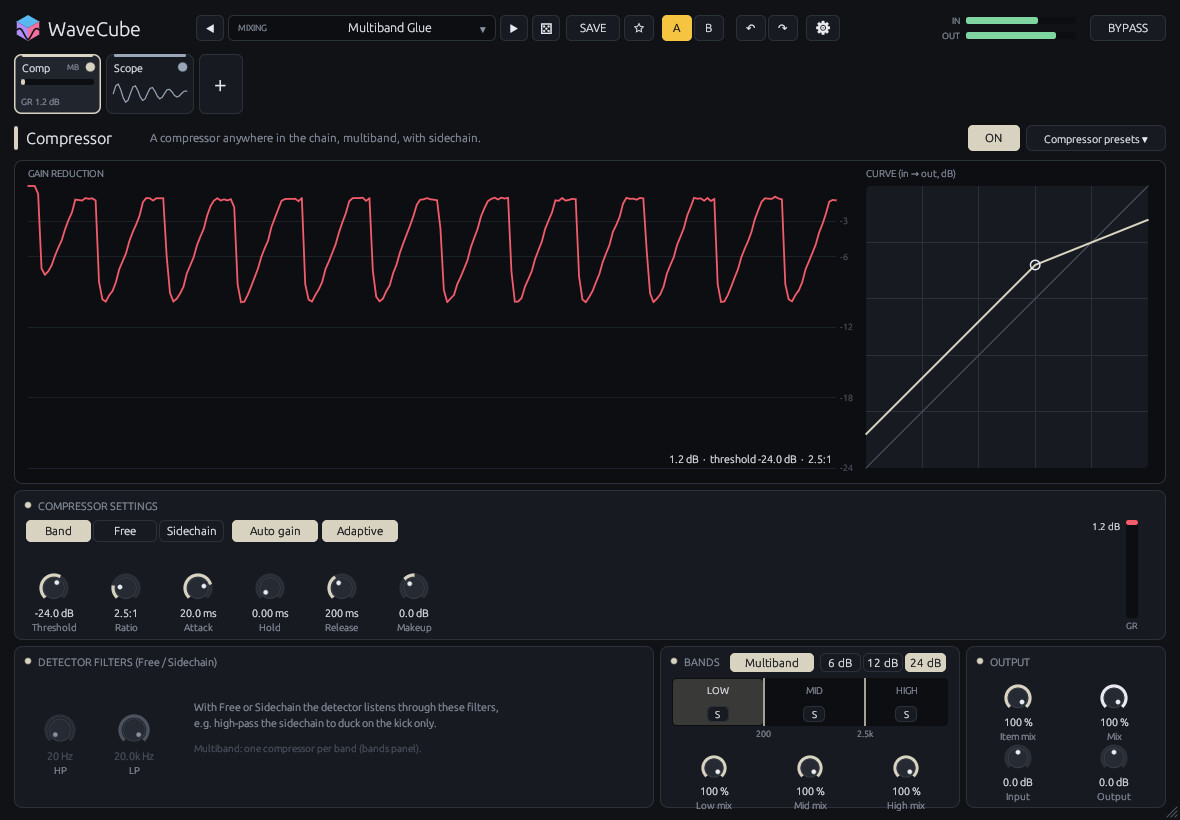 WaveCube
◀ MIXING Multiband Glue ▼ ▶ SAVE ☆ A B ↶ ↷ IN OUT BYPASS
Comp MB
GR 1.2 dB
Scope
+
Compressor A compressor anywhere in the chain, multiband, with sidechain. ON Compressor presets ▾
GAIN REDUCTION
-3
-6
-12
-18
-24
1.2 dB · threshold -24.0 dB · 2.5:1
CURVE (in → out, dB)
COMPRESSOR SETTINGS
Band Free Sidechain Auto gain Adaptive
-24.0 dB 2.5:1 20.0 ms 0.00 ms 200 ms 0.0 dB
Threshold Ratio Attack Hold Release Makeup
1.2 dB
GR
DETECTOR FILTERS (Free / Sidechain)
With Free or Sidechain the detector listens through these filters,
e.g. high-pass the sidechain to duck on the kick only.
Multiband: one compressor per band (bands panel).
20 Hz 20.0k Hz
HP LP
BANDS Multiband 6 dB 12 dB 24 dB
LOW MID HIGH
S S S
200 2.5k
100 % 100 % 100 %
Low mix Mid mix High mix
OUTPUT
100 % 100 %
Item mix Mix
0.0 dB 0.0 dB
Input Output